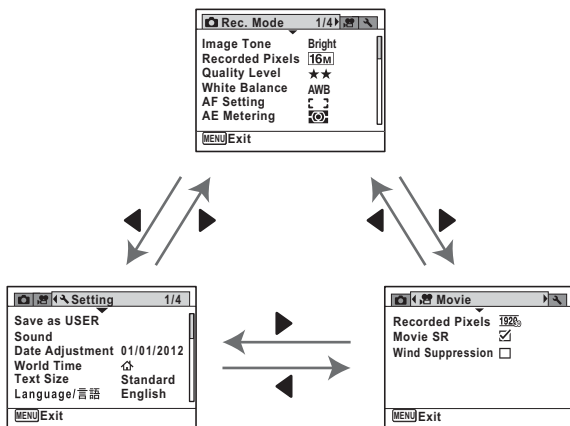 Rec. Mode 1/4
Image Tone Bright
Recorded Pixels 16M
Quality Level ★★
White Balance AWB
AF Setting
AE Metering
MENU Exit
Setting 1/4
Save as USER
Sound
Date Adjustment 01/01/2012
World Time
Text Size Standard
Language/言語 English
MENU Exit
Movie
Recorded Pixels 1920
Movie SR
Wind Suppression
MENU Exit